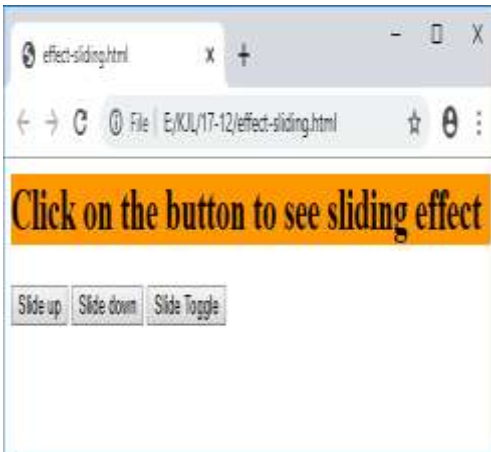 effect-sliding.html
File | E:/KJL/17-12/effect-sliding.html
Click on the button to see sliding effect
Slide up Slide down Slide Toggle